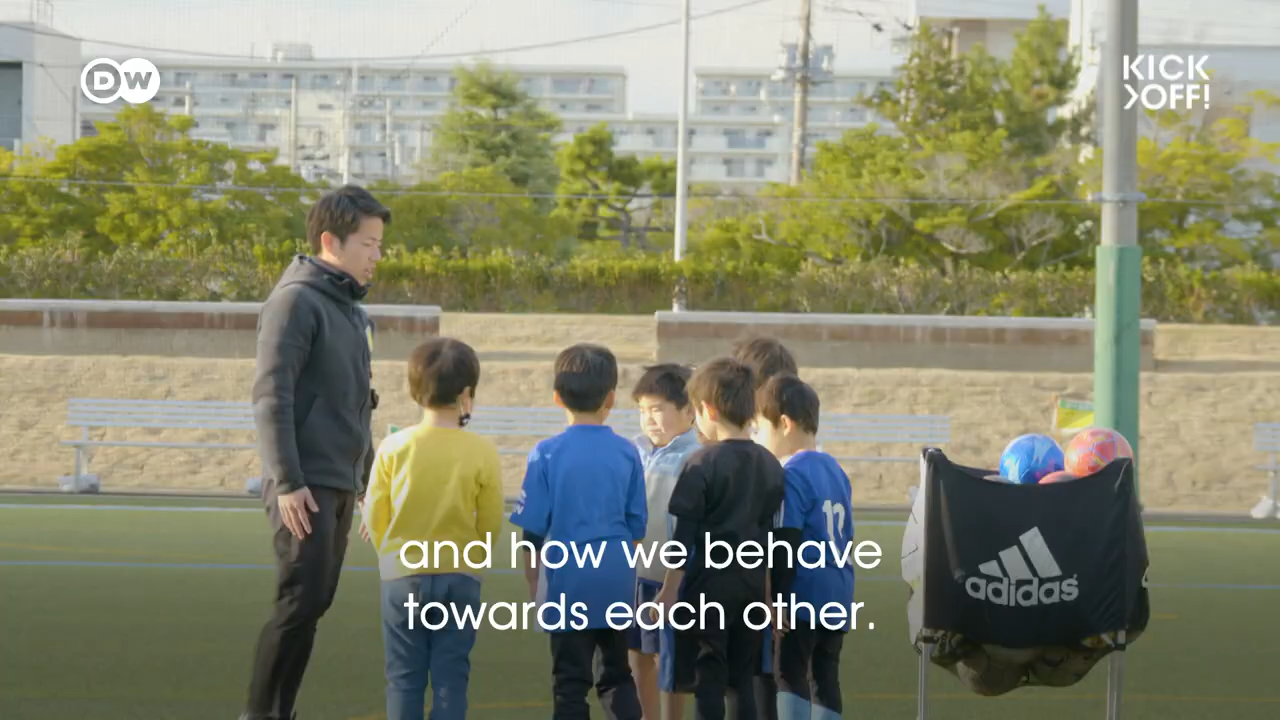 DW
KICK
OFF!
12
adidas
and how we behave
towards each other.